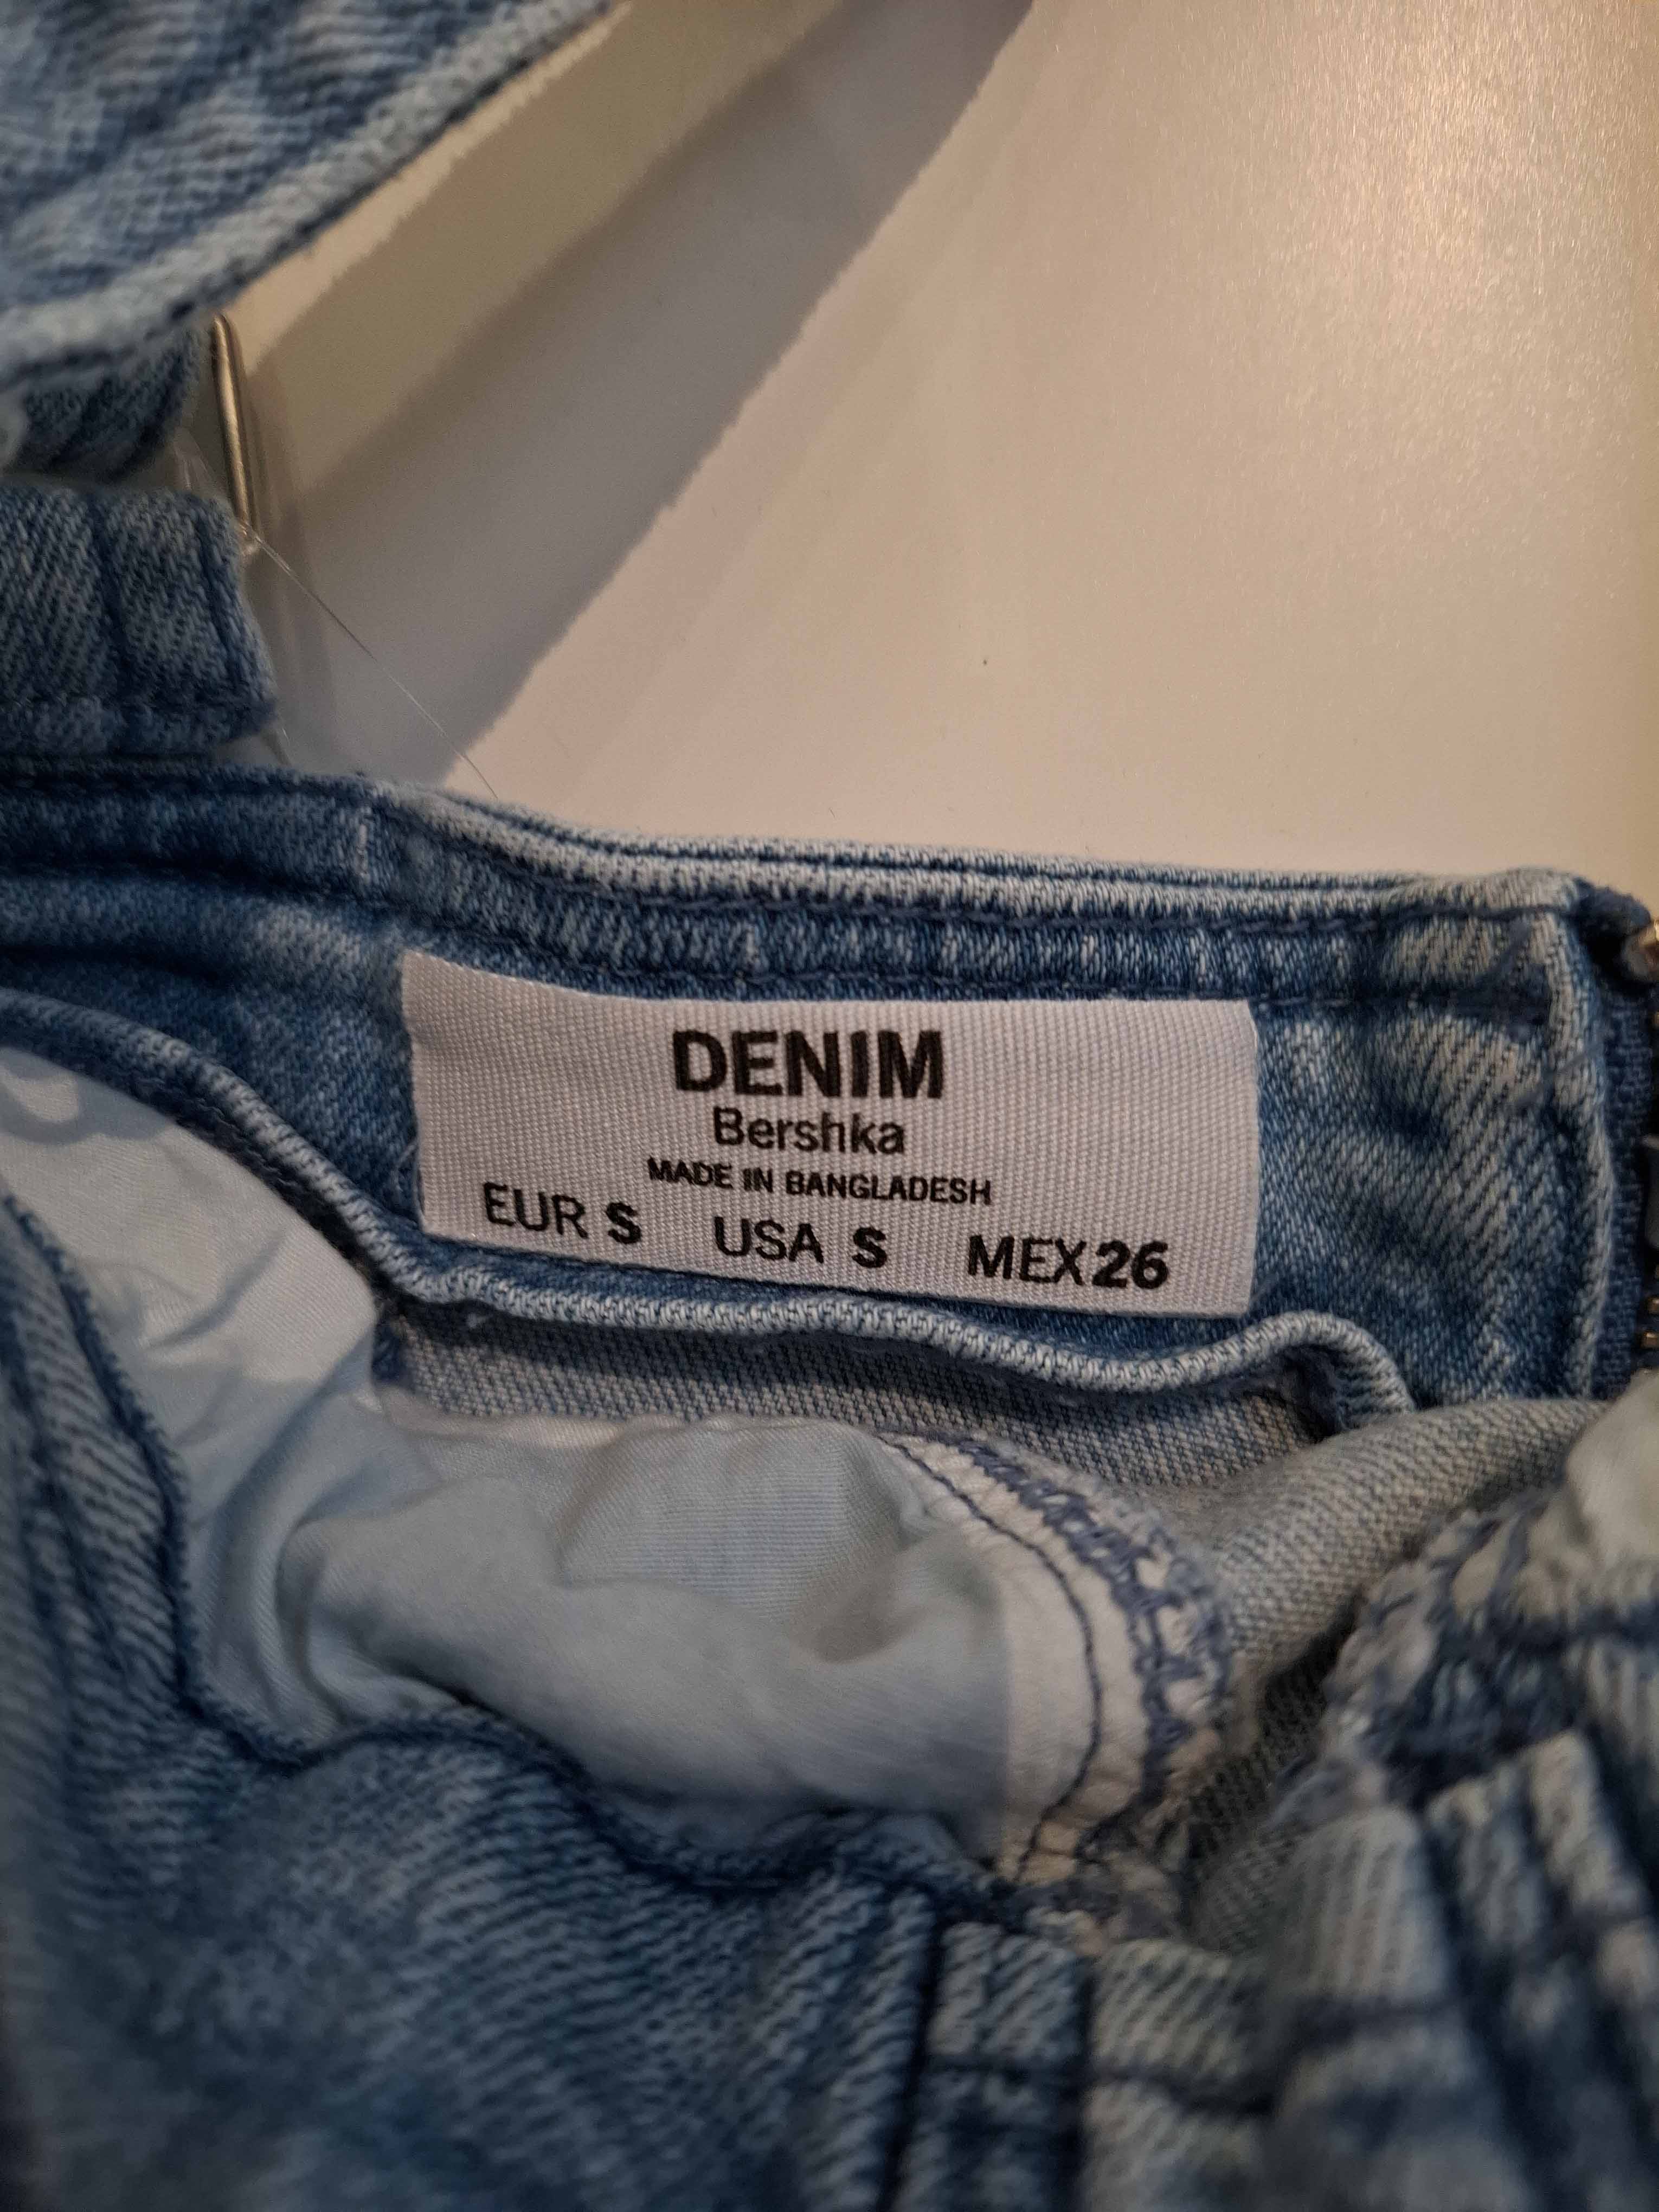 DENIM
Bershka
MADE IN BANGLADESH
EUR S USA S MEX 26